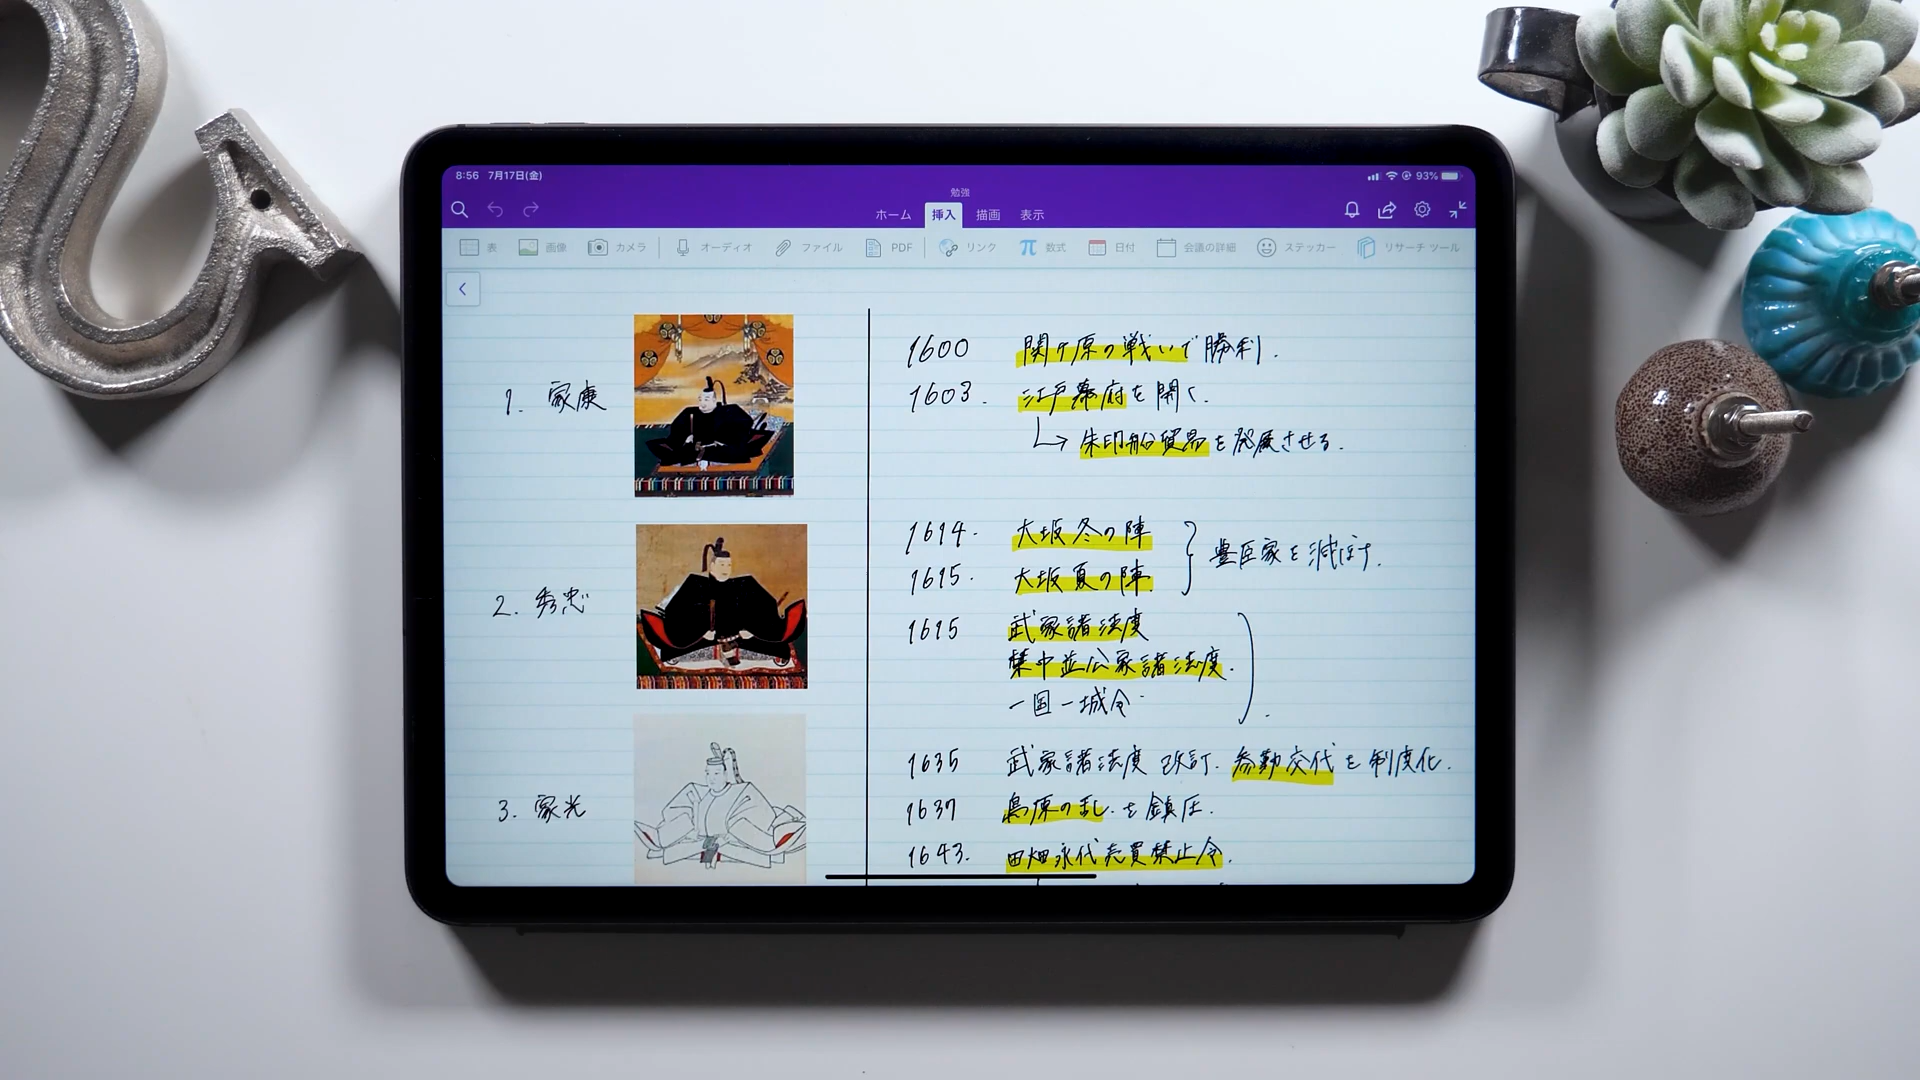 8:56 7月17日(金)
93%
勉強
ホーム 挿入 描画 表示
表 画像 カメラ オーディオ ファイル PDF リンク 数式 日付 会議の詳細 ステッカー リサーチ ツール
1. 家康
1600 関ヶ原の戦いで勝利.
1603. 江戸幕府を開く.
↳ 朱印船貿易を発展させる.
2. 秀忠
1614. 大坂冬の陣
1615. 大坂夏の陣.
豊臣家を滅ぼす.
1615 武家諸法度
禁中並公家諸法度.
一国一城令.
3. 家光
1635 武家諸法度 改訂. 参勤交代を制度化.
1637 島原の乱.を鎮圧.
1643. 田畑永代売買禁止令.